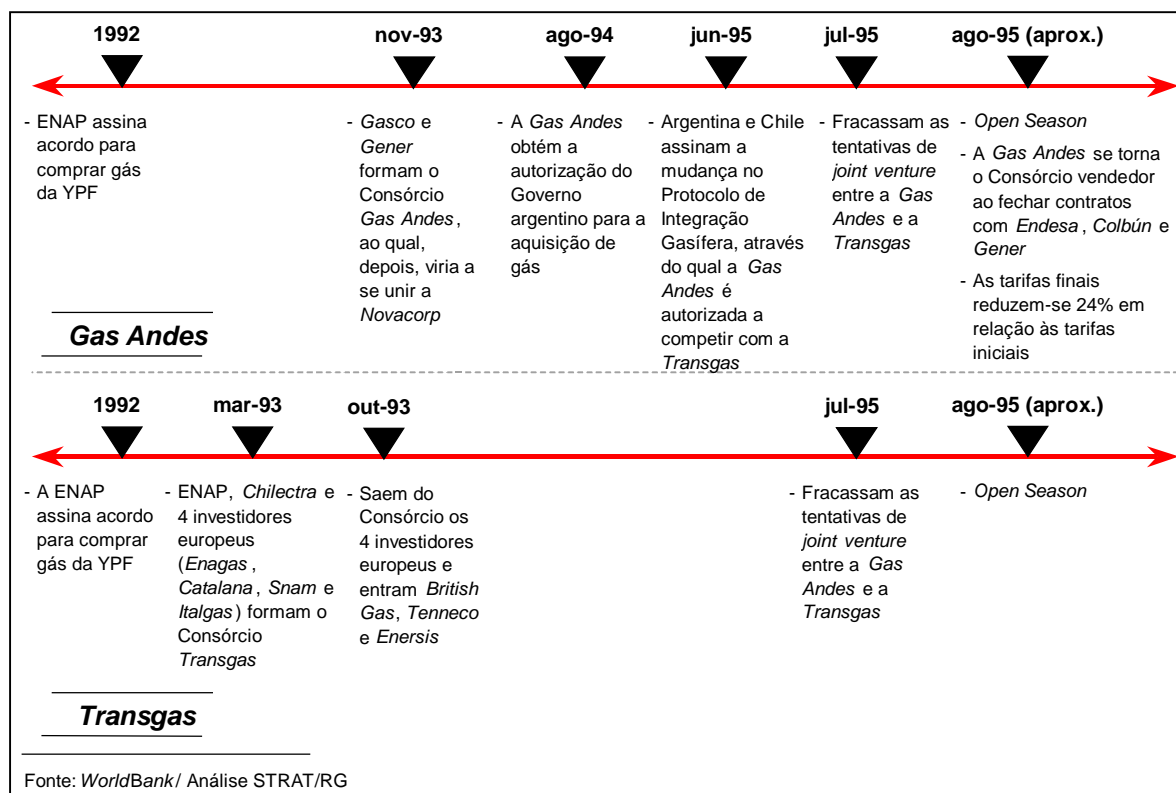 1992
nov-93
ago-94
jun-95
jul-95
ago-95 (aprox.)
- ENAP assina
acordo para
comprar gás
da YPF
- Gasco e
Gener
formam o
Consórcio
Gas Andes,
ao qual,
depois, viria a
se unir a
Novacorp
- A Gas Andes
obtém a
autorização do
Governo
argentino para a
aquisição de
gás
- Argentina e Chile
assinam a
mudança no
Protocolo de
Integração
Gasífera, através
do qual a Gas
Andes é
autorizada a
competir com a
Transgas
- Fracassam as
tentativas de
joint venture
entre a Gas
Andes e a
Transgas
- Open Season
- A Gas Andes se torna
o Consórcio vendedor
ao fechar contratos
com Endesa, Colbún e
Gener
- As tarifas finais
reduzem-se 24% em
relação às tarifas
iniciais
Gas Andes
1992
mar-93
out-93
jul-95
ago-95 (aprox.)
- A ENAP
assina acordo
para comprar
gás da YPF
- ENAP, Chilectra e
4 investidores
europeus
(Enagas,
Catalana, Snam e
Italgas) formam o
Consórcio
Transgas
- Saem do
Consórcio os
4 investidores
europeus e
entram British
Gas, Tenneco
e Enersis
- Fracassam as
tentativas de
joint venture
entre a Gas
Andes e a
Transgas
- Open Season
Transgas
Fonte: WorldBank/ Análise STRAT/RG